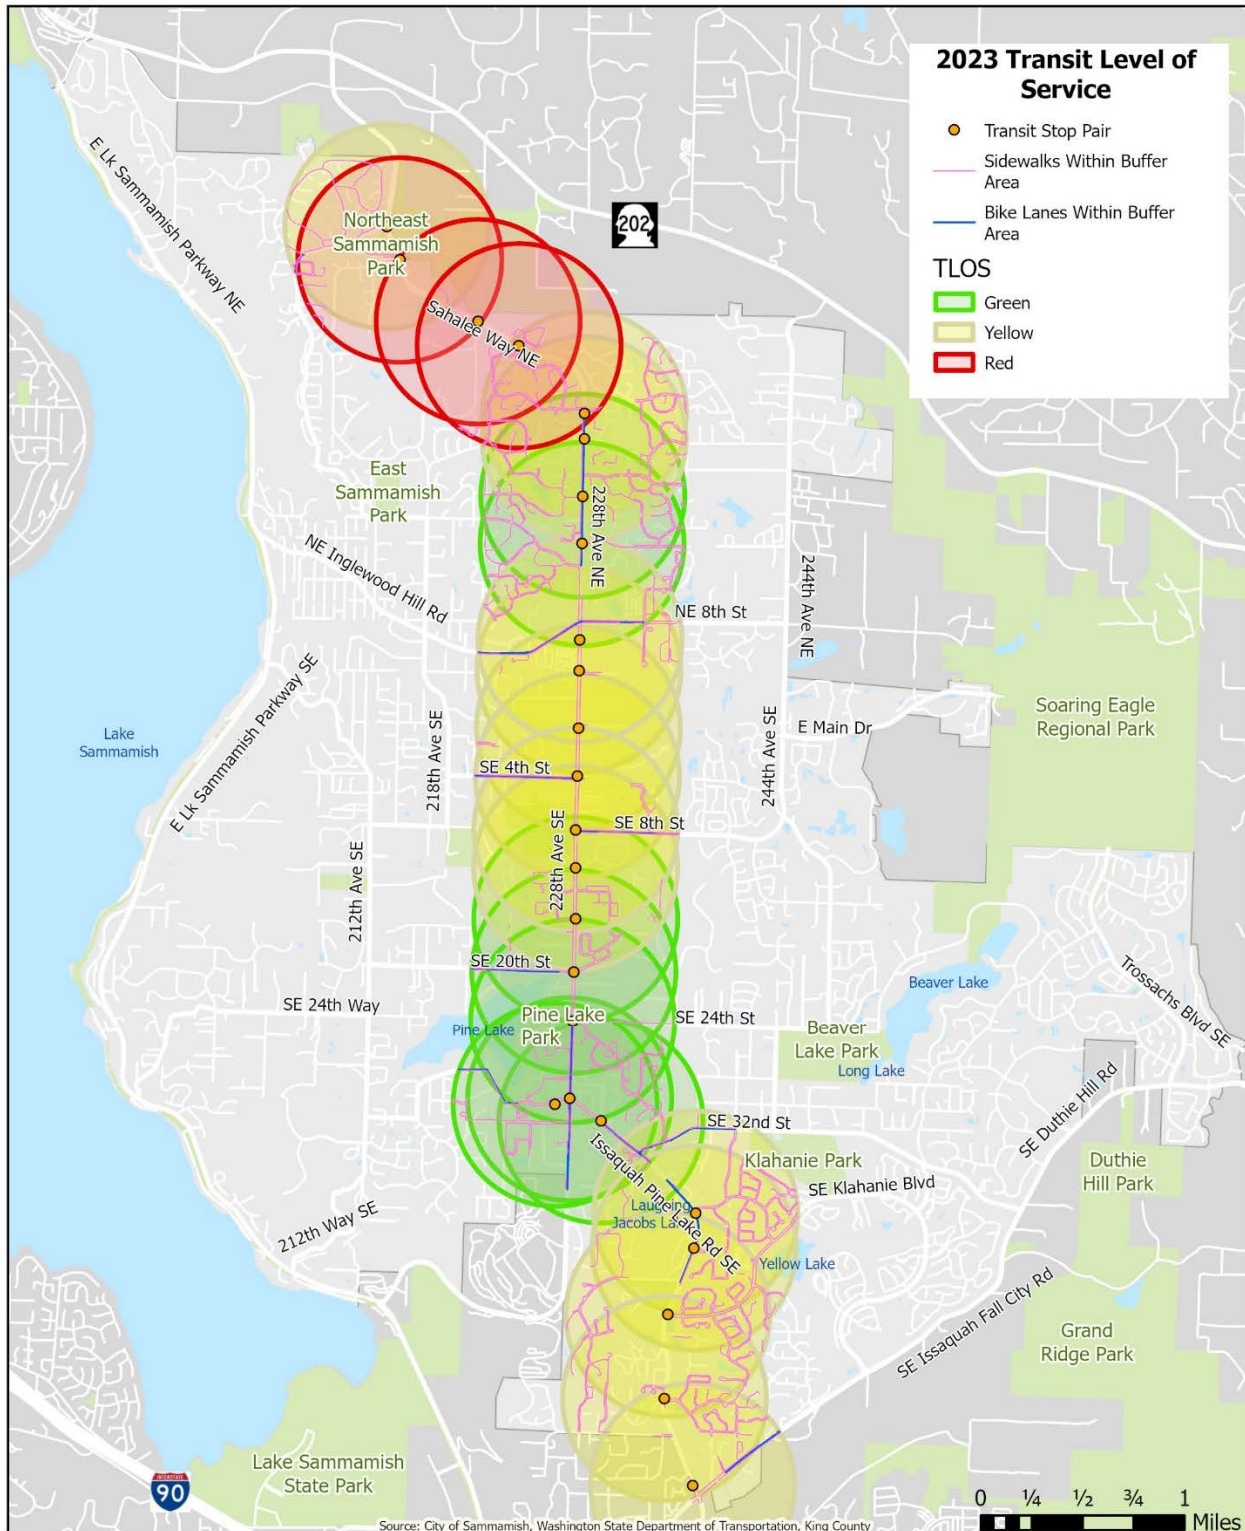 2023 Transit Level of
Service
Transit Stop Pair
Sidewalks Within Buffer
Area
Bike Lanes Within Buffer
Area
TLOS
Green
Yellow
Red
E Lk Sammamish Parkway NE
Northeast
Sammamish
Park
202
Sahalee Way NE
East
Sammamish
Park
228th Ave NE
NE Inglewood Hill Rd
244th Ave NE
NE 8th St
E Lk Sammamish Parkway SE
Soaring Eagle
Regional Park
Lake
Sammamish
218th Ave SE
244th Ave SE
E Main Dr
SE 4th St
SE 8th St
228th Ave SE
212th Ave SE
SE 20th St
Beaver Lake
Trossachs Blvd SE
SE 24th Way
Pine Lake
Pine Lake
Park
SE 24th St
Beaver
Lake Park
Long Lake
SE Duthie Hill Rd
SE 32nd St
Issaquah Pine Lake Rd SE
Klahanie Park
Duthie
Hill Park
SE Klahanie Blvd
212th Way SE
Laughing
Jacobs Lake
Yellow Lake
SE Issaquah Fall City Rd
Grand
Ridge Park
Lake Sammamish
State Park
INTERSTATE
90
0 ¼ ½ ¾ 1
Miles
Source: City of Sammamish, Washington State Department of Transportation, King County